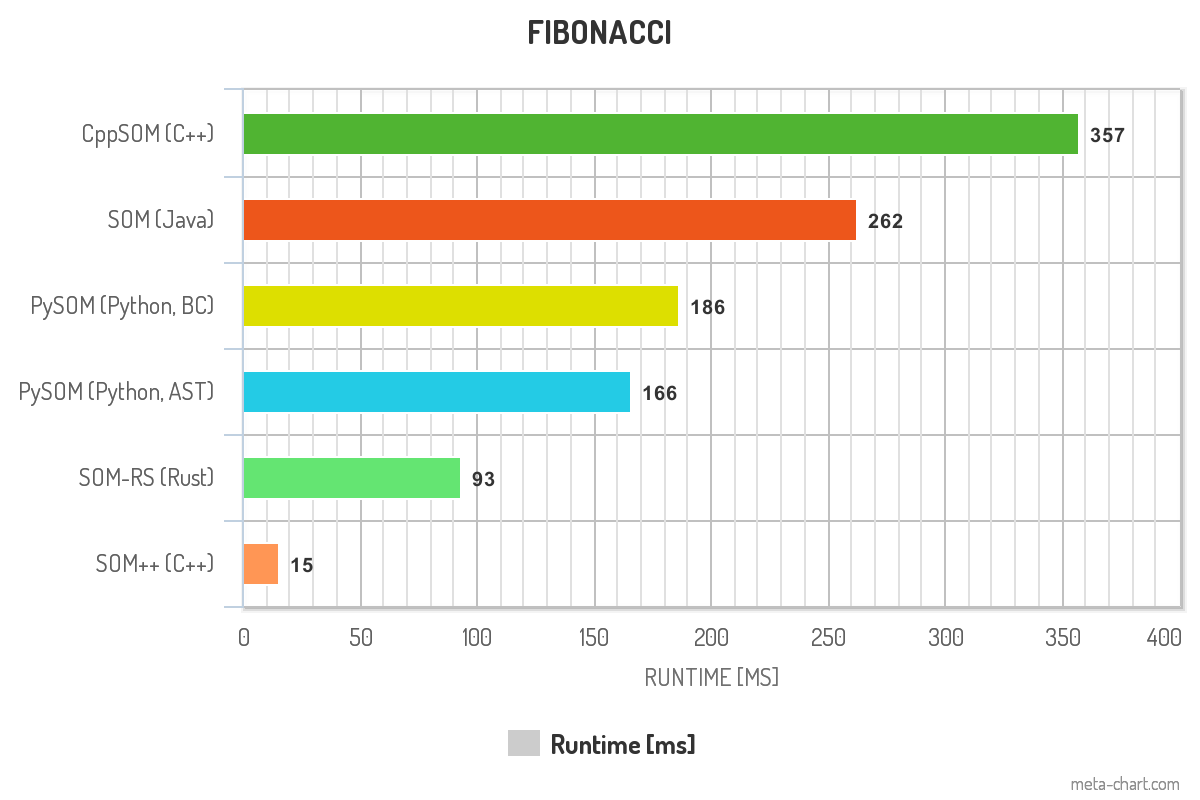 FIBONACCI
CppSOM (C++)
357
SOM (Java)
262
PySOM (Python, BC)
186
PySOM (Python, AST)
166
SOM-RS (Rust)
93
SOM++ (C++)
15
0 50 100 150 200 250 300 350 400
RUNTIME [MS]
Runtime [ms]
meta-chart.com